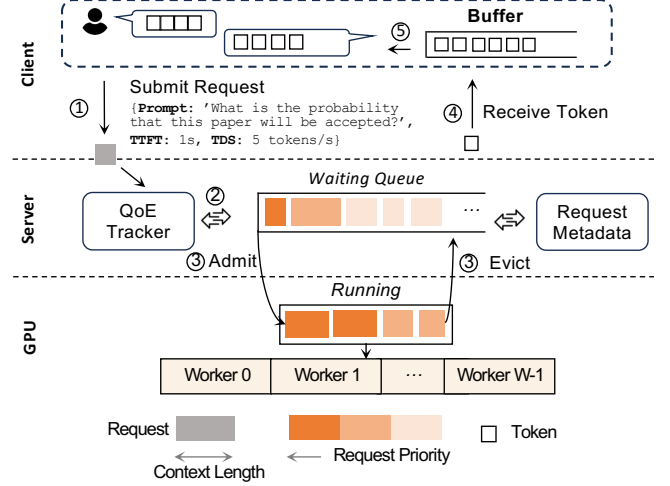 Client
Buffer
⑤
① Submit Request
{Prompt: ’What is the probability
that this paper will be accepted?’,
TTFT: 1s, TDS: 5 tokens/s}
④ Receive Token
Server
QoE
Tracker
②
Waiting Queue
...
Request
Metadata
③ Admit
③ Evict
GPU
Running
Worker 0
Worker 1
...
Worker W-1
Request
Context Length
Request Priority
Token